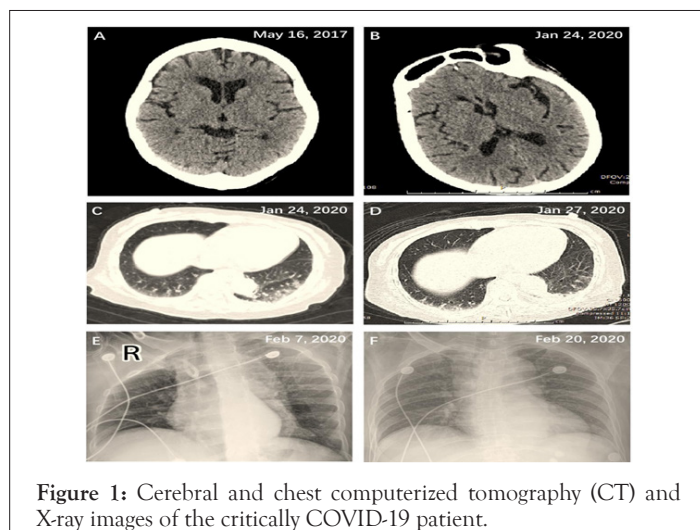 A May 16, 2017
B Jan 24, 2020
C Jan 24, 2020
D Jan 27, 2020
E R Feb 7, 2020
F Feb 20, 2020
Figure 1: Cerebral and chest computerized tomography (CT) and
X-ray images of the critically COVID-19 patient.